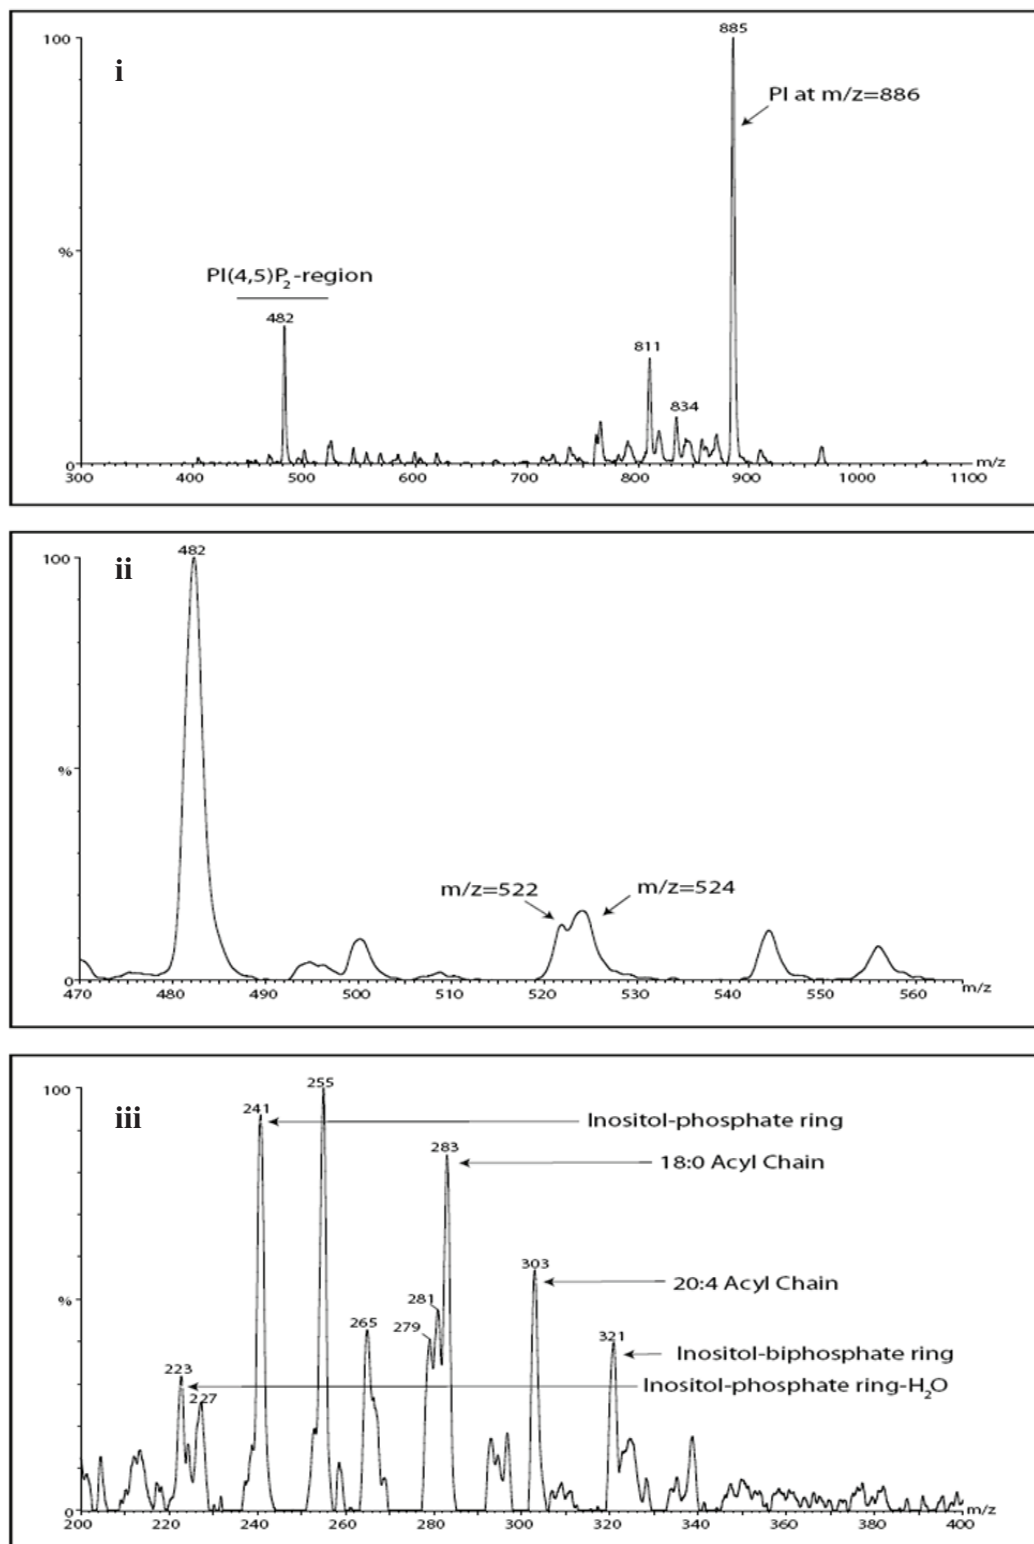 885
100
i
PI at m/z=886
%
PI(4,5)P2-region
482
811
834
0
300 400 500 600 700 800 900 1000 1100 m/z
482
100
ii
%
m/z=522 m/z=524
0
470 480 490 500 510 520 530 540 550 560 m/z
255
100
iii
241
Inositol-phosphate ring
283
18:0 Acyl Chain
303
20:4 Acyl Chain
%
281
265
279
321
Inositol-biphosphate ring
223
Inositol-phosphate ring-H2O
227
0
200 220 240 260 280 300 320 340 360 380 400 m/z